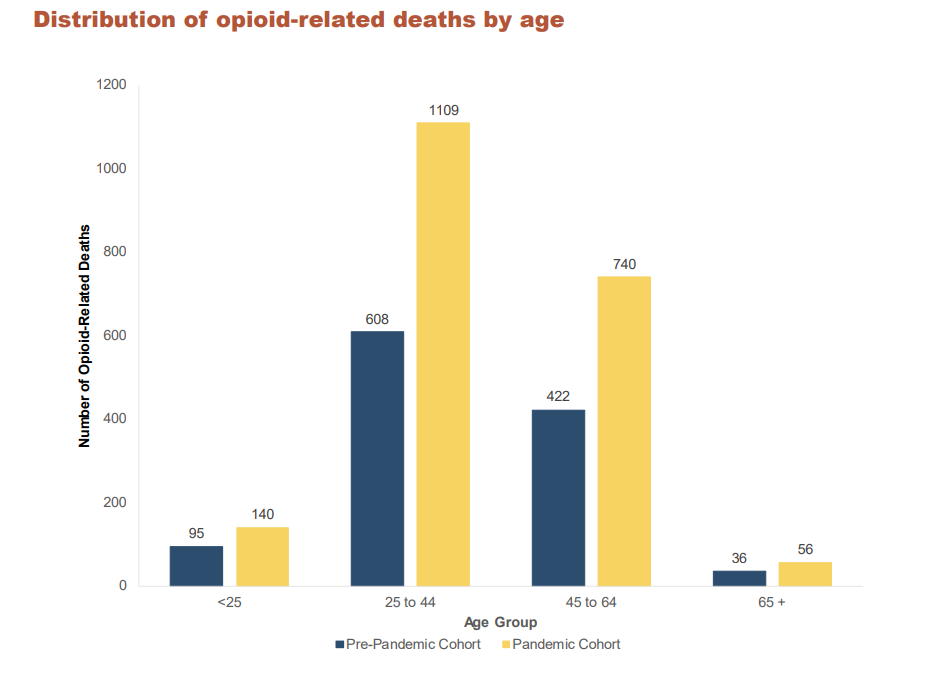 Distribution of opioid-related deaths by age
1200
1000
800
600
400
200
0
Number of Opioid-Related Deaths
95
140
608
1109
422
740
36
56
<25
25 to 44
45 to 64
65 +
Age Group
Pre-Pandemic Cohort
Pandemic Cohort